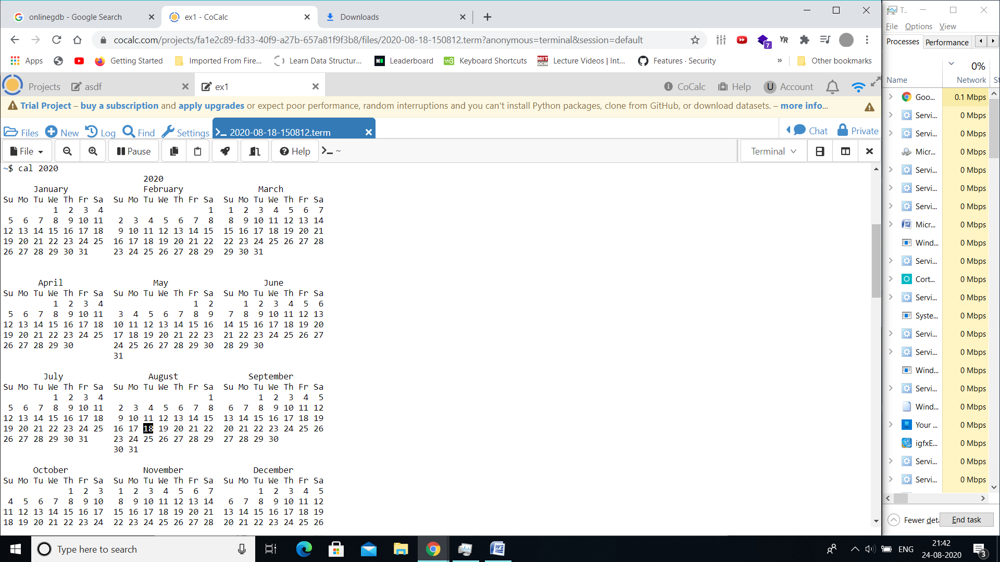 onlinegdb - Google Search
ex1 - CoCalc
Downloads
cocalc.com/projects/fa1e2c89-fd33-40f9-a27b-657a81f9f3b8/files/2020-08-18-150812.term?anonymous=terminal&session=default
YR
7
Apps
Getting Started
Imported From Fire...
Learn Data Structur...
Leaderboard
Keyboard Shortcuts
MIT OCW
Lecture Videos | Int...
Features · Security
»
Other bookmarks
Projects
asdf
ex1
CoCalc
Help
U
Account
Trial Project – buy a subscription and apply upgrades or expect poor performance, random interruptions and you can't install Python packages, clone from GitHub, or download datasets. – more info...
Files
New
Log
Find
Settings
2020-08-18-150812.term
Chat
Private
File
Pause
Help
~
Terminal
~$ cal 2020
                            2020
      January               February               March
Su Mo Tu We Th Fr Sa  Su Mo Tu We Th Fr Sa  Su Mo Tu We Th Fr Sa
          1  2  3  4                     1   1  2  3  4  5  6  7
 5  6  7  8  9 10 11   2  3  4  5  6  7  8   8  9 10 11 12 13 14
12 13 14 15 16 17 18   9 10 11 12 13 14 15  15 16 17 18 19 20 21
19 20 21 22 23 24 25  16 17 18 19 20 21 22  22 23 24 25 26 27 28
26 27 28 29 30 31     23 24 25 26 27 28 29  29 30 31
       April                  May                   June
Su Mo Tu We Th Fr Sa  Su Mo Tu We Th Fr Sa  Su Mo Tu We Th Fr Sa
          1  2  3  4                  1  2      1  2  3  4  5  6
 5  6  7  8  9 10 11   3  4  5  6  7  8  9   7  8  9 10 11 12 13
12 13 14 15 16 17 18  10 11 12 13 14 15 16  14 15 16 17 18 19 20
19 20 21 22 23 24 25  17 18 19 20 21 22 23  21 22 23 24 25 26 27
26 27 28 29 30        24 25 26 27 28 29 30  28 29 30
                      31
        July                 August              September
Su Mo Tu We Th Fr Sa  Su Mo Tu We Th Fr Sa  Su Mo Tu We Th Fr Sa
          1  2  3  4                     1         1  2  3  4  5
 5  6  7  8  9 10 11   2  3  4  5  6  7  8   6  7  8  9 10 11 12
12 13 14 15 16 17 18   9 10 11 12 13 14 15  13 14 15 16 17 18 19
19 20 21 22 23 24 25  16 17 18 19 20 21 22  20 21 22 23 24 25 26
26 27 28 29 30 31     23 24 25 26 27 28 29  27 28 29 30
                      30 31
      October               November              December
Su Mo Tu We Th Fr Sa  Su Mo Tu We Th Fr Sa  Su Mo Tu We Th Fr Sa
             1  2  3   1  2  3  4  5  6  7         1  2  3  4  5
 4  5  6  7  8  9 10   8  9 10 11 12 13 14   6  7  8  9 10 11 12
11 12 13 14 15 16 17  15 16 17 18 19 20 21  13 14 15 16 17 18 19
18 19 20 21 22 23 24  22 23 24 25 26 27 28  20 21 22 23 24 25 26
T..
File Options View
Processes Performance
0%
Name Network St
Goo... 0.1 Mbps
Servi... 0 Mbps
Servi... 0 Mbps
Micr... 0 Mbps
Servi... 0 Mbps
Servi... 0 Mbps
Servi... 0 Mbps
Micr... 0 Mbps
Wind... 0 Mbps
Servi... 0 Mbps
Cort... 0 Mbps
Servi... 0 Mbps
Syste... 0 Mbps
Servi... 0 Mbps
Servi... 0 Mbps
Wind... 0 Mbps
Servi... 0 Mbps
Wind... 0 Mbps
Your ... 0 Mbps
igfxE... 0 Mbps
Servi... 0 Mbps
Servi... 0 Mbps
Fewer deta
End task
Type here to search
ENG
21:42
24-08-2020
3